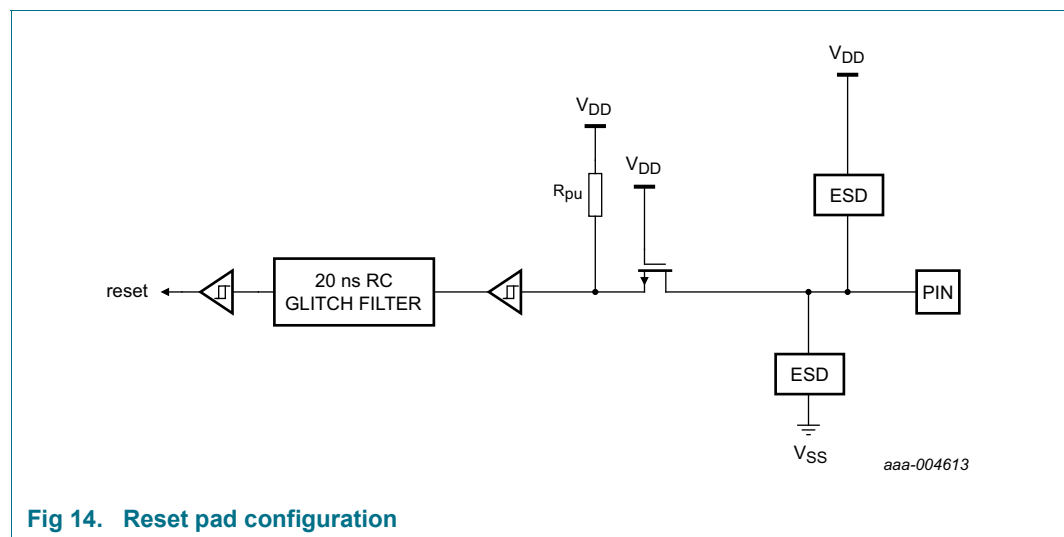 VDD
VDD
VDD
Rpu
ESD
reset
20 ns RC
GLITCH FILTER
PIN
ESD
VSS
aaa-004613
Fig 14. Reset pad configuration